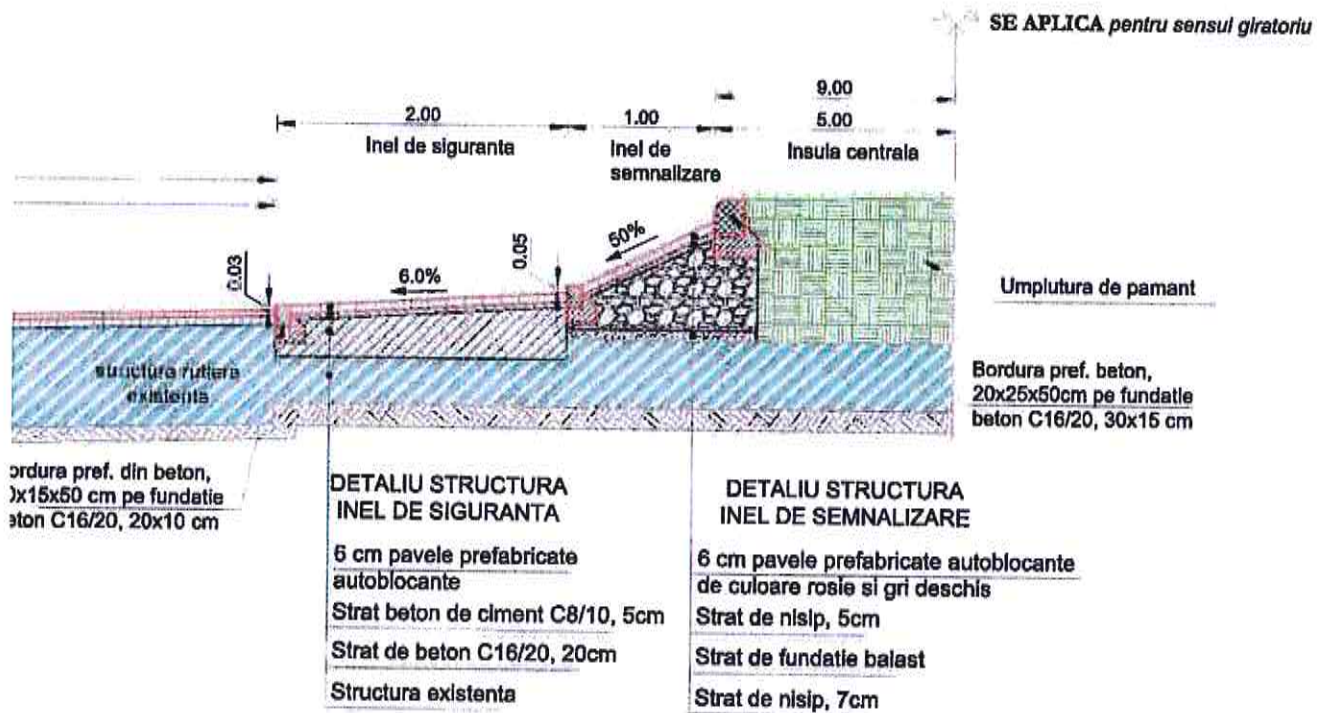 SE APLICA pentru sensul giratoriu
9,00
2.00
1.00
5.00
Inel de siguranta
Inel de
semnalizare
Insula centrala
50%
0.05
0.03
6.0%
Umplutura de pamant
structura rutiera
existenta
Bordura pref. beton,
20x25x50cm pe fundatie
beton C16/20, 30x15 cm
ordura pref. din beton,
0x15x50 cm pe fundatie
eton C16/20, 20x10 cm
DETALIU STRUCTURA
INEL DE SIGURANTA
6 cm pavele prefabricate
autoblocante
Strat beton de ciment C8/10, 5cm
Strat de beton C16/20, 20cm
Structura existenta
DETALIU STRUCTURA
INEL DE SEMNALIZARE
6 cm pavele prefabricate autoblocante
de culoare rosie si gri deschis
Strat de nisip, 5cm
Strat de fundatie balast
Strat de nisip, 7cm